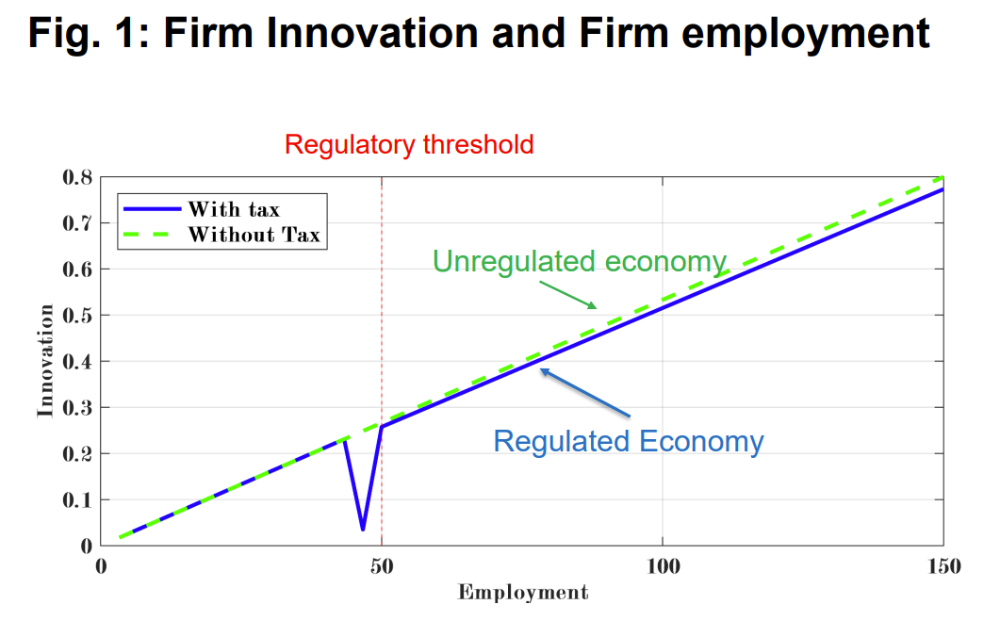 Fig. 1: Firm Innovation and Firm employment
Regulatory threshold
0.8
0.7
0.6
0.5
0.4
0.3
0.2
0.1
0
Innovation
With tax
Without Tax
Unregulated economy
Regulated Economy
0 50 100 150
Employment